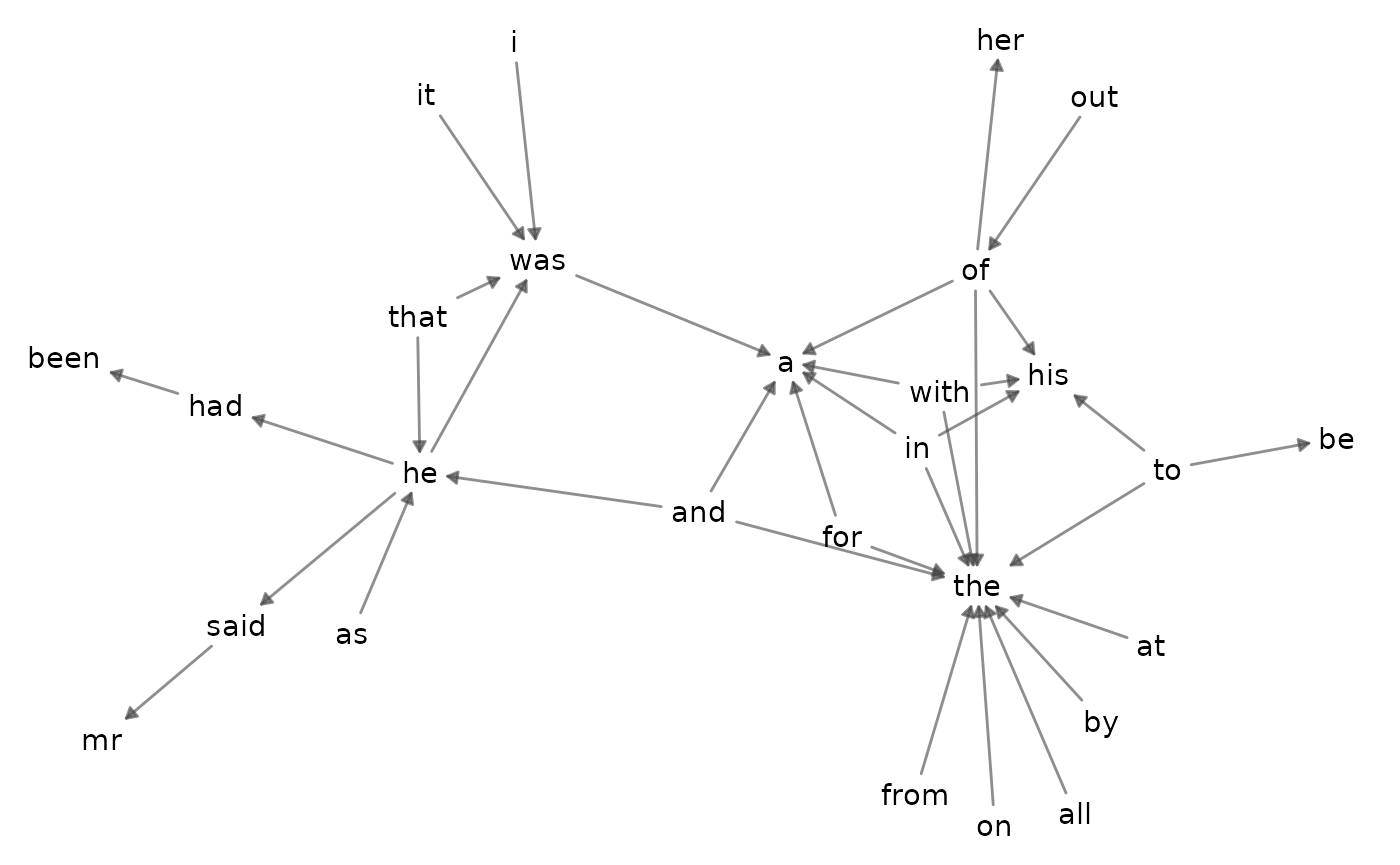 i
her
it
out
was
of
that
been
a
his
with
had
be
in
he
to
and
for
the
said
as
at
by
mr
from
all
on